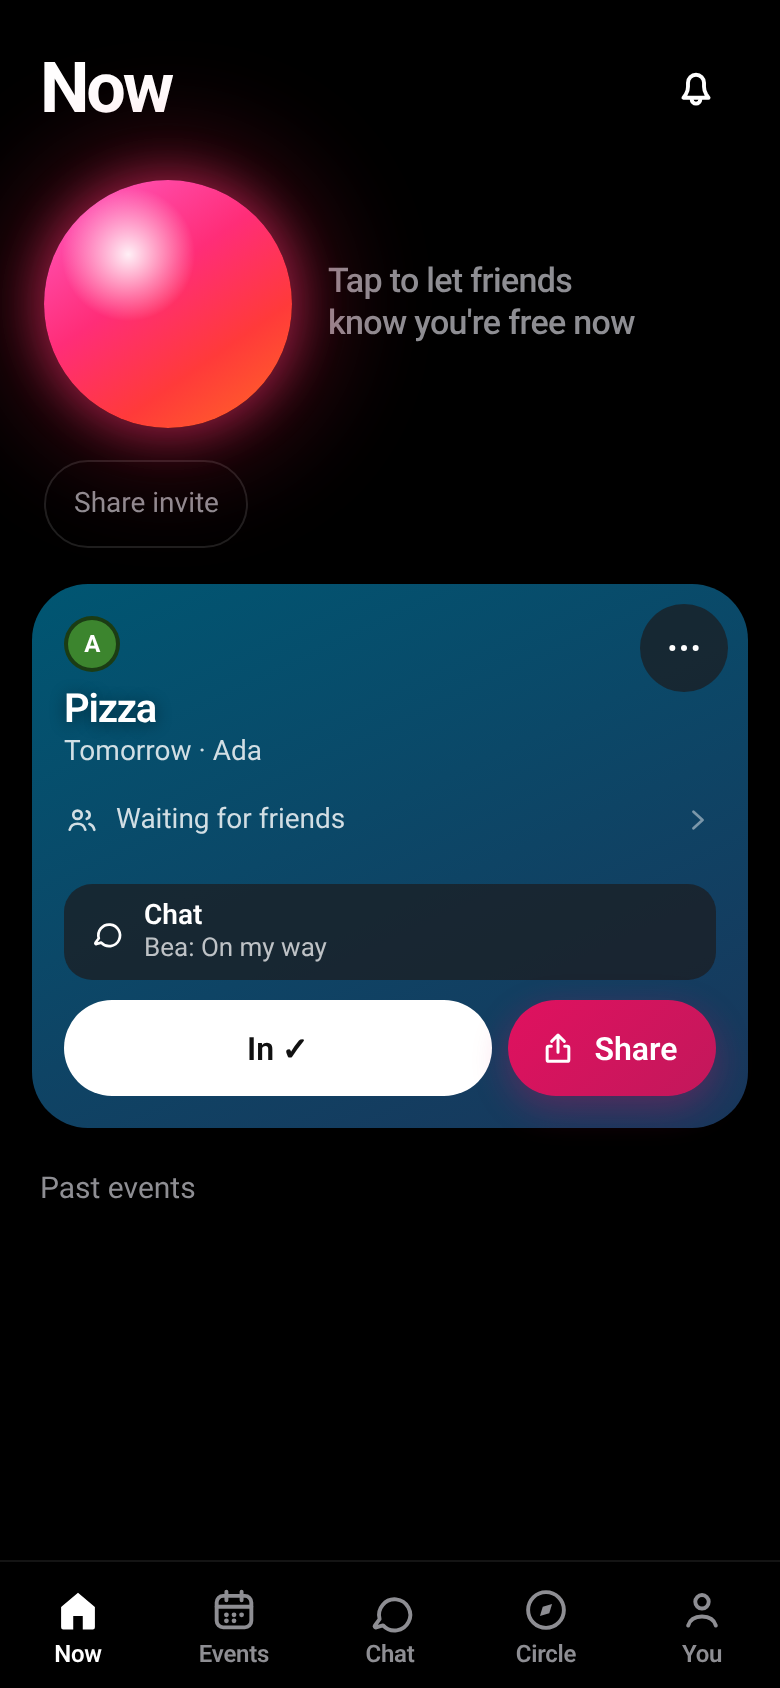 Now
Tap to let friends
know you're free now
Share invite
A
Pizza
Tomorrow · Ada
Waiting for friends
Chat
Bea: On my way
In ✓
Share
Past events
Now
Events
Chat
Circle
You